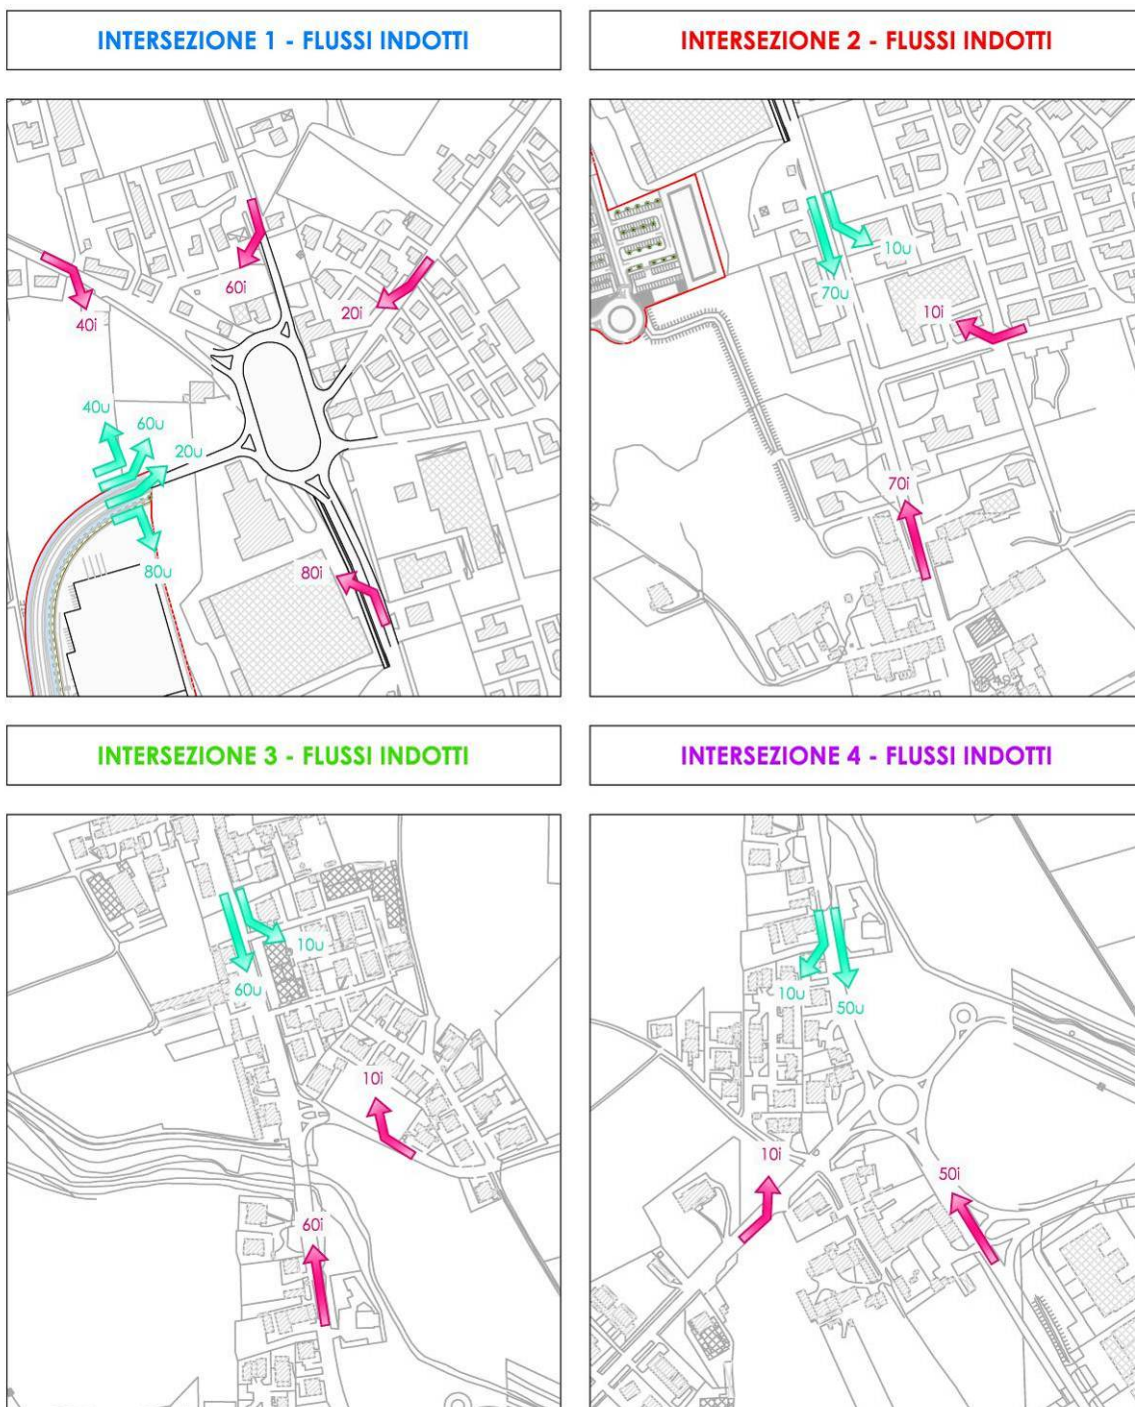 INTERSEZIONE 1 - FLUSSI INDOTTI
INTERSEZIONE 2 - FLUSSI INDOTTI
60i
40i
20i
40u
60u
20u
80u
80i
10u
70u
10i
70i
INTERSEZIONE 3 - FLUSSI INDOTTI
INTERSEZIONE 4 - FLUSSI INDOTTI
10u
60u
10i
60i
10u
50u
10i
50i